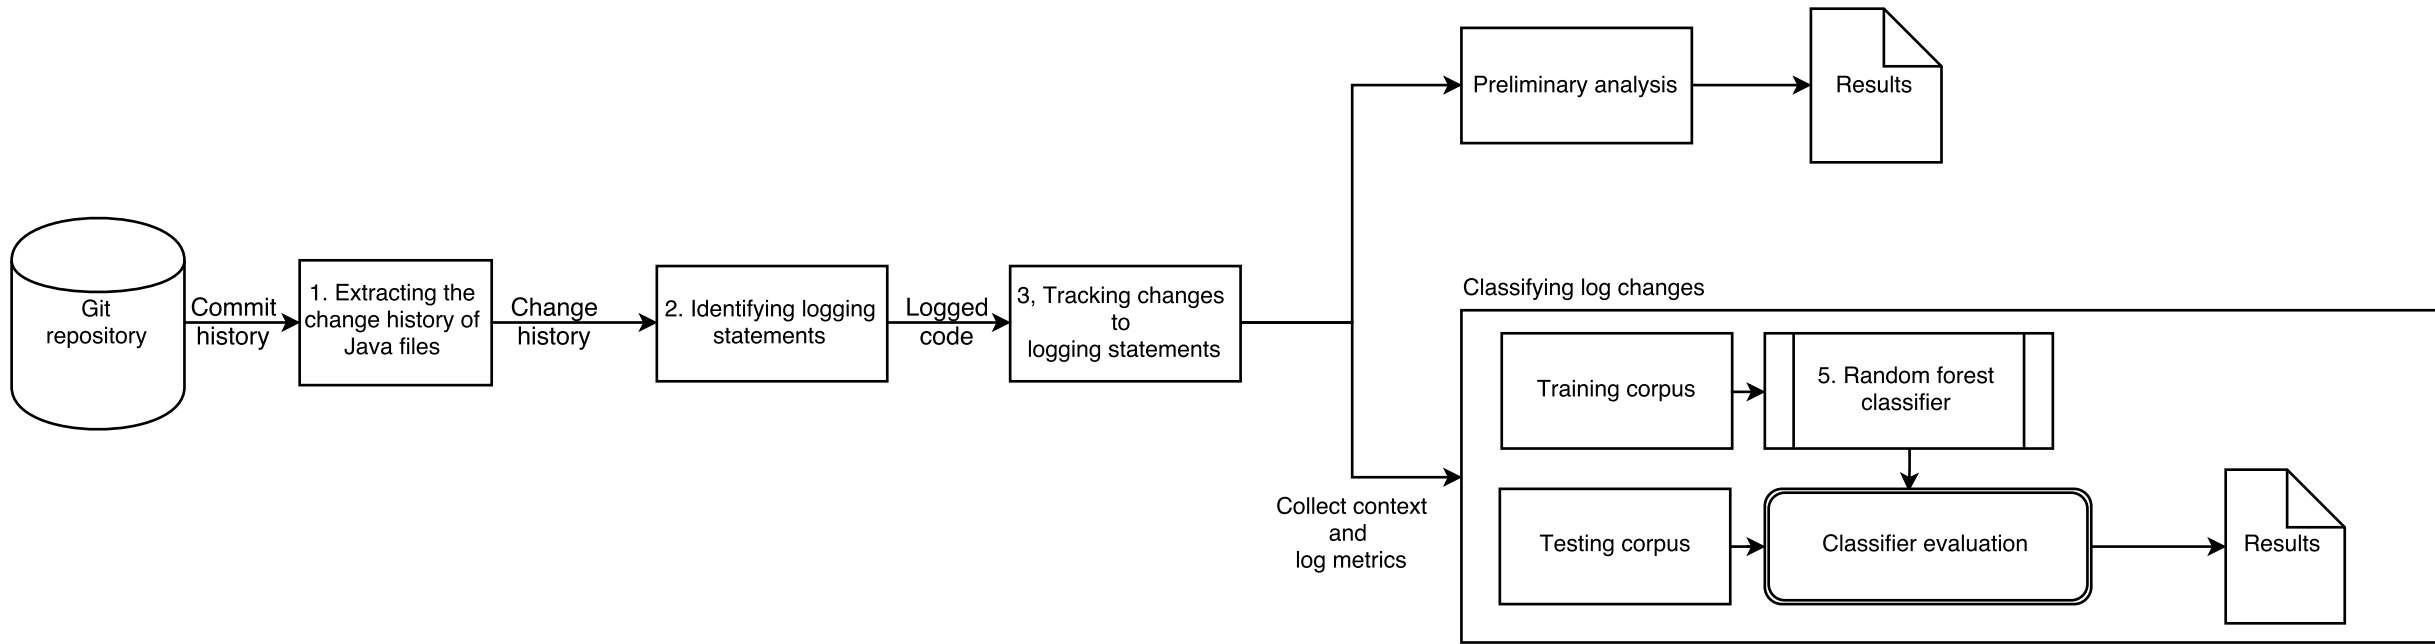 Git
repository
Commit
history
1. Extracting the
change history of
Java files
Change
history
2. Identifying logging
statements
Logged
code
3, Tracking changes
to
logging statements
Preliminary analysis
Results
Collect context
and
log metrics
Classifying log changes
Training corpus
5. Random forest
classifier
Testing corpus
Classifier evaluation
Results